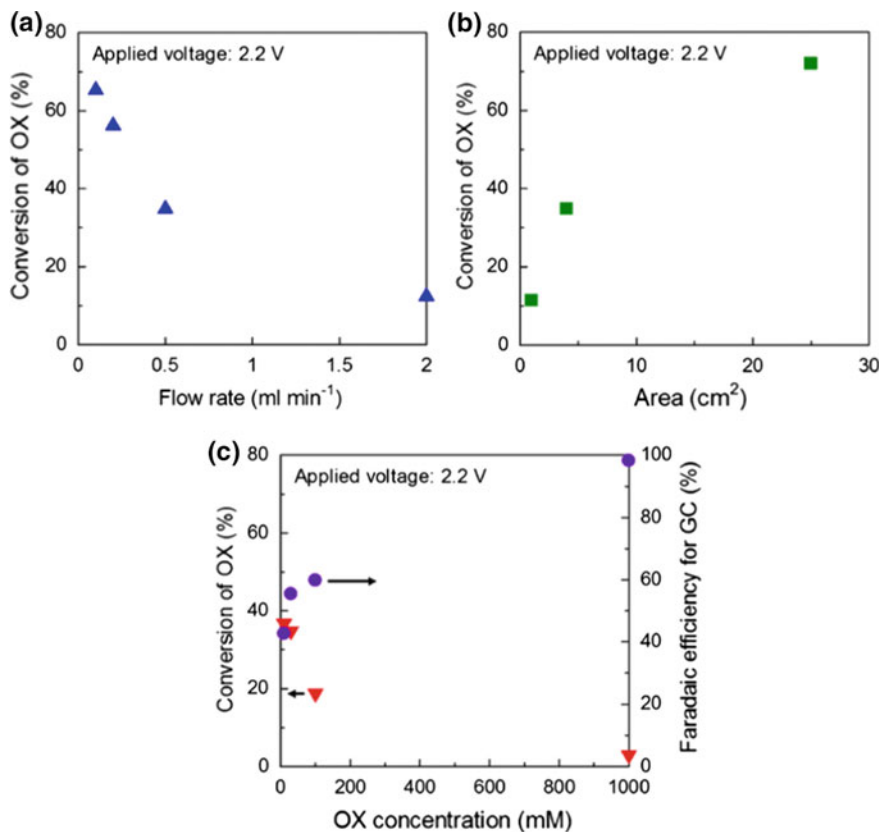 (a)
Applied voltage: 2.2 V
80
60
40
20
0
Conversion of OX (%)
0 0.5 1 1.5 2
Flow rate (ml min⁻¹)
(b)
Applied voltage: 2.2 V
80
60
40
20
0
Conversion of OX (%)
0 10 20 30
Area (cm²)
(c)
Applied voltage: 2.2 V
80
60
40
20
0
Conversion of OX (%)
100
80
60
40
20
0
Faradaic efficiency for GC (%)
0 200 400 600 800 1000
OX concentration (mM)